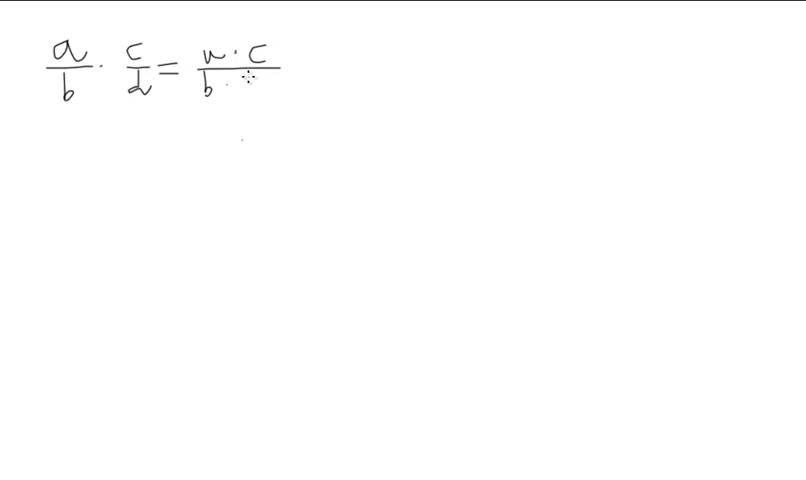 a/b · c/d = a · c/b ·